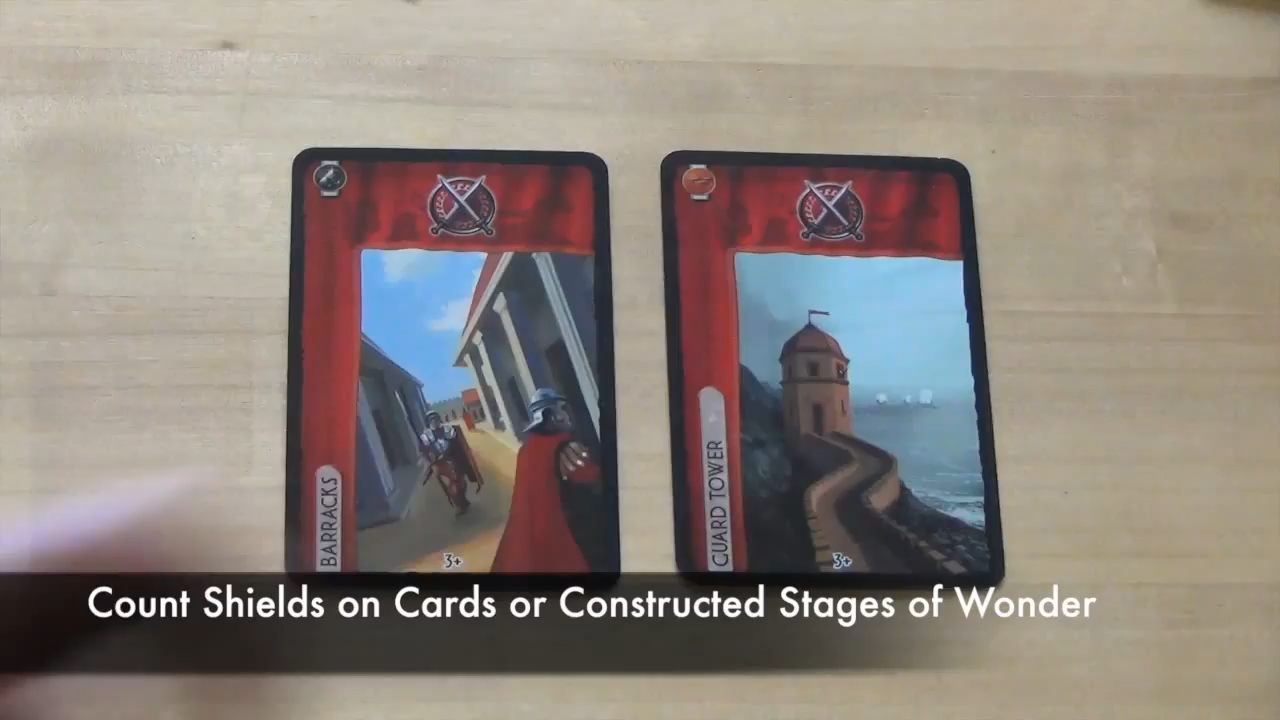 BARRACKS
3+
GUARD TOWER
3+
Count Shields on Cards or Constructed Stages of Wonder